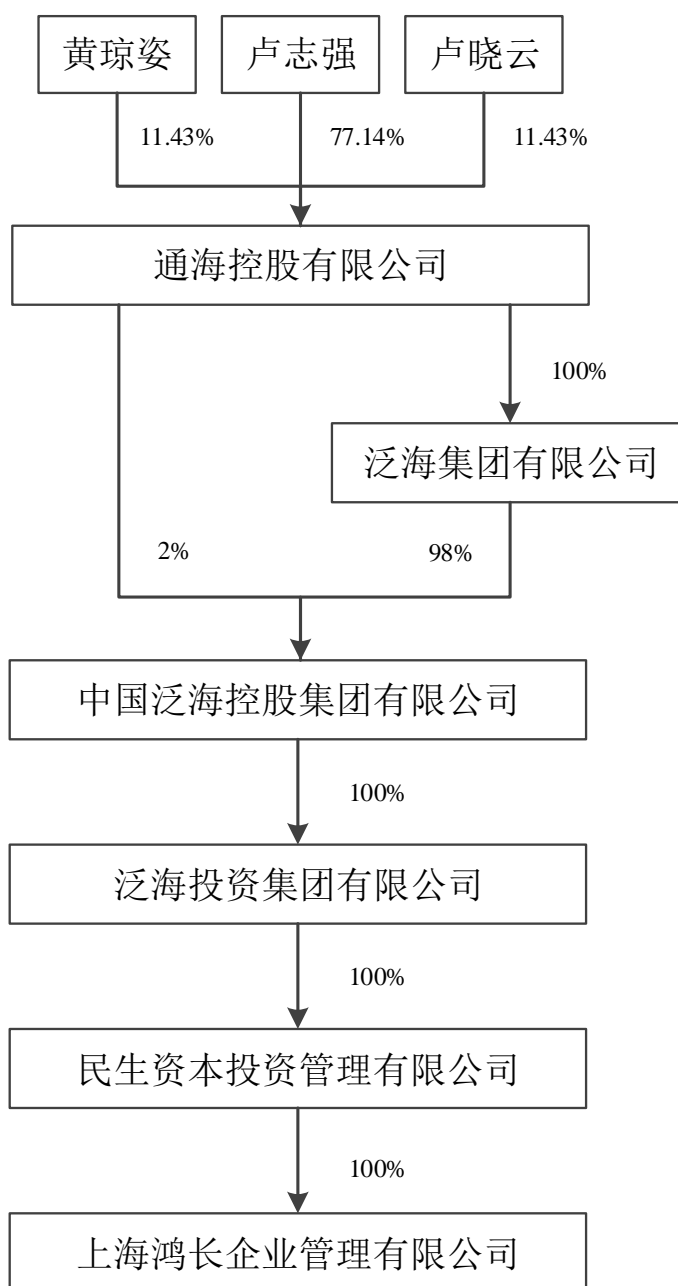 黄琼姿 卢志强 卢晓云
11.43% 77.14% 11.43%
通海控股有限公司
100%
泛海集团有限公司
2% 98%
中国泛海控股集团有限公司
100%
泛海投资集团有限公司
100%
民生资本投资管理有限公司
100%
上海鸿长企业管理有限公司